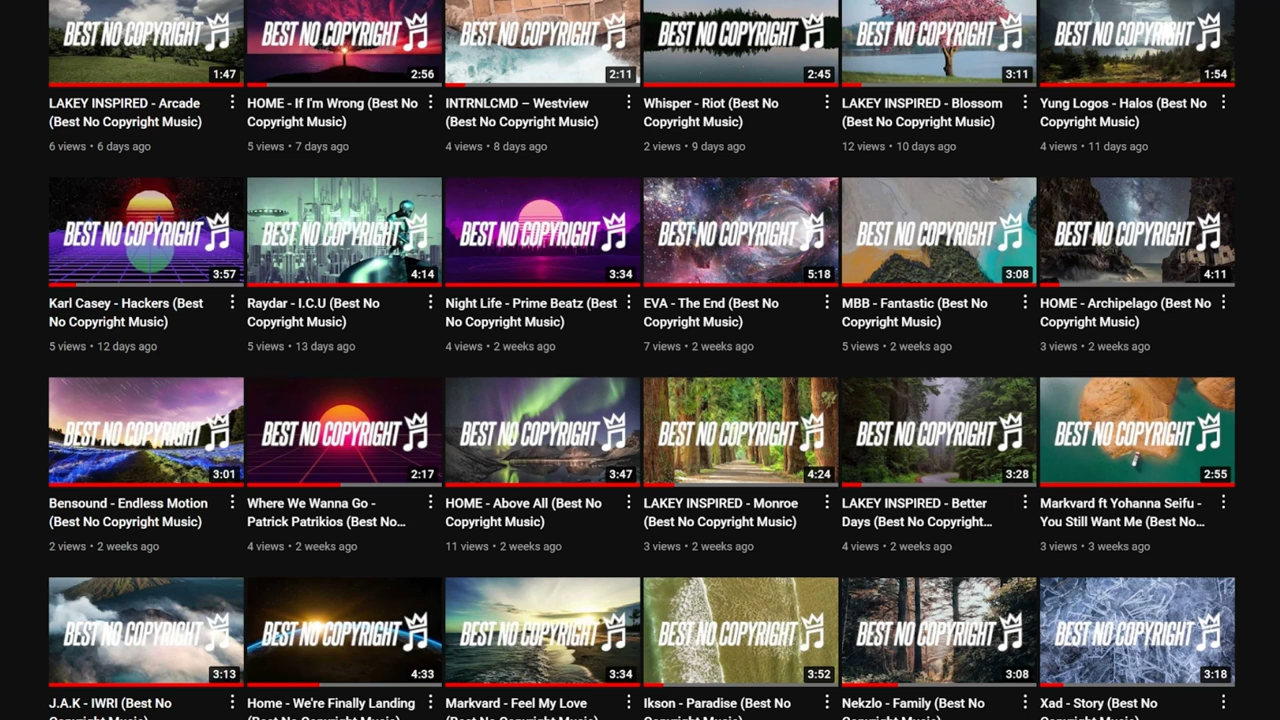 BEST NO COPYRIGHT BEST NO COPYRIGHT BEST NO COPYRIGHT BEST NO COPYRIGHT BEST NO COPYRIGHT BEST NO COPYRIGHT
1:47 2:56 2:11 2:45 3:11 1:54
LAKEY INSPIRED - Arcade
(Best No Copyright Music)
6 views • 6 days ago
HOME - If I'm Wrong (Best No
Copyright Music)
5 views • 7 days ago
INTRNLCMD – Westview
(Best No Copyright Music)
4 views • 8 days ago
Whisper - Riot (Best No
Copyright Music)
2 views • 9 days ago
LAKEY INSPIRED - Blossom
(Best No Copyright Music)
12 views • 10 days ago
Yung Logos - Halos (Best No
Copyright Music)
4 views • 11 days ago
BEST NO COPYRIGHT BEST NO COPYRIGHT BEST NO COPYRIGHT BEST NO COPYRIGHT BEST NO COPYRIGHT BEST NO COPYRIGHT
3:57 4:14 3:34 5:18 3:08 4:11
Karl Casey - Hackers (Best
No Copyright Music)
5 views • 12 days ago
Raydar - I.C.U (Best No
Copyright Music)
5 views • 13 days ago
Night Life - Prime Beatz (Best
No Copyright Music)
4 views • 2 weeks ago
EVA - The End (Best No
Copyright Music)
7 views • 2 weeks ago
MBB - Fantastic (Best No
Copyright Music)
5 views • 2 weeks ago
HOME - Archipelago (Best No
Copyright Music)
3 views • 2 weeks ago
BEST NO COPYRIGHT BEST NO COPYRIGHT BEST NO COPYRIGHT BEST NO COPYRIGHT BEST NO COPYRIGHT BEST NO COPYRIGHT
3:01 2:17 3:47 4:24 3:28 2:55
Bensound - Endless Motion
(Best No Copyright Music)
2 views • 2 weeks ago
Where We Wanna Go -
Patrick Patrikios (Best No...
4 views • 2 weeks ago
HOME - Above All (Best No
Copyright Music)
11 views • 2 weeks ago
LAKEY INSPIRED - Monroe
(Best No Copyright Music)
3 views • 2 weeks ago
LAKEY INSPIRED - Better
Days (Best No Copyright...
4 views • 2 weeks ago
Markvard ft Yohanna Seifu -
You Still Want Me (Best No...
3 views • 3 weeks ago
BEST NO COPYRIGHT BEST NO COPYRIGHT BEST NO COPYRIGHT BEST NO COPYRIGHT BEST NO COPYRIGHT BEST NO COPYRIGHT
3:13 4:33 3:34 3:52 3:08 3:18
J.A.K - IWRI (Best No
Copyright Music)
Home - We're Finally Landing
(Best No Copyright Music)
Markvard - Feel My Love
(Best No Copyright Music)
Ikson - Paradise (Best No
Copyright Music)
Nekzlo - Family (Best No
Copyright Music)
Xad - Story (Best No
Copyright Music)